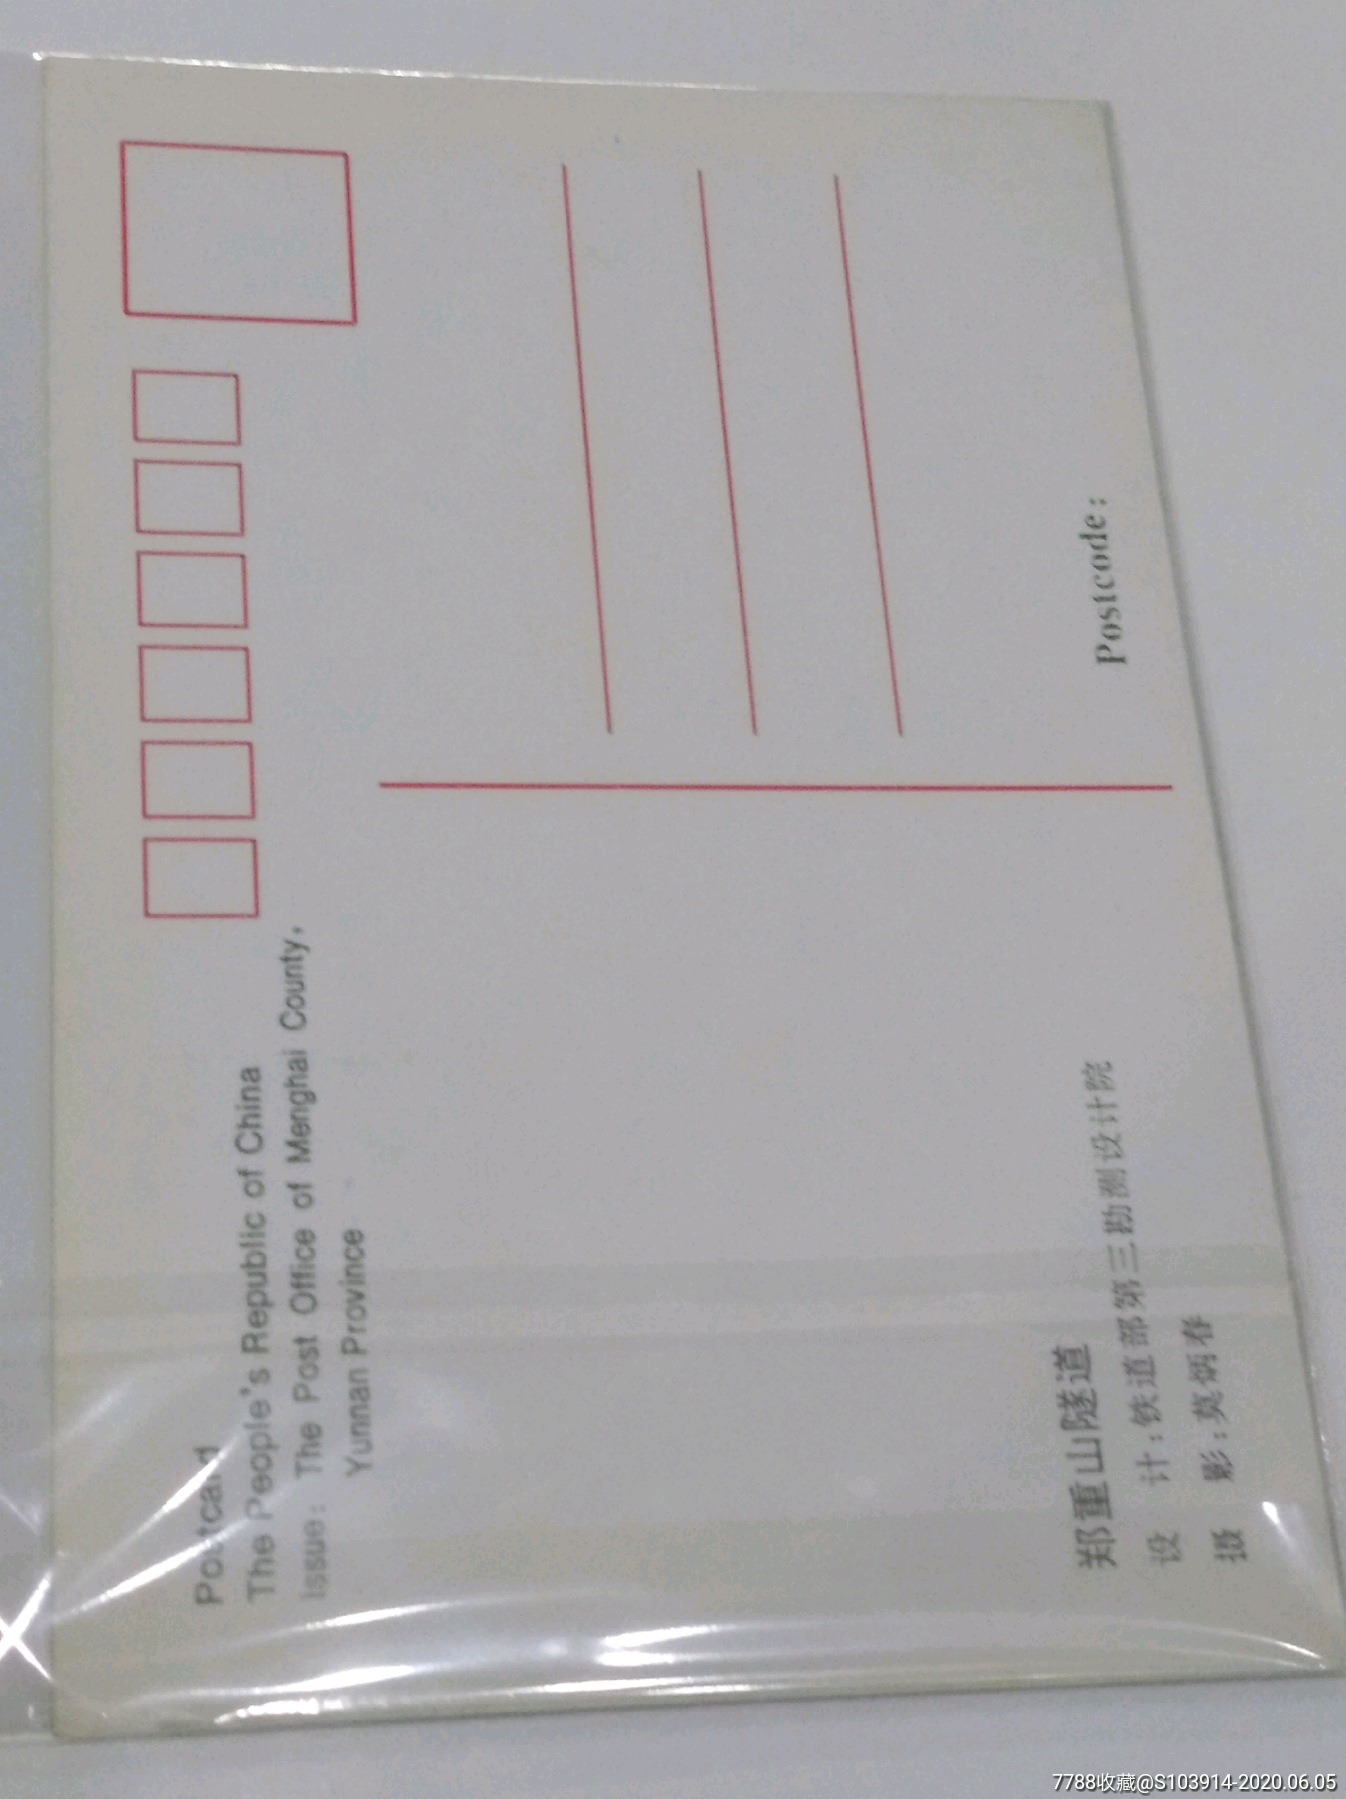 Postcard
The People's Republic of China
Issue: The Post Office of Menghai County,
Yunnan Province
郑重山隧道
设 计:铁道部第三勘测设计院
摄 影:莫炳春
Postcode:
7788收藏@S103914-2020.06.05